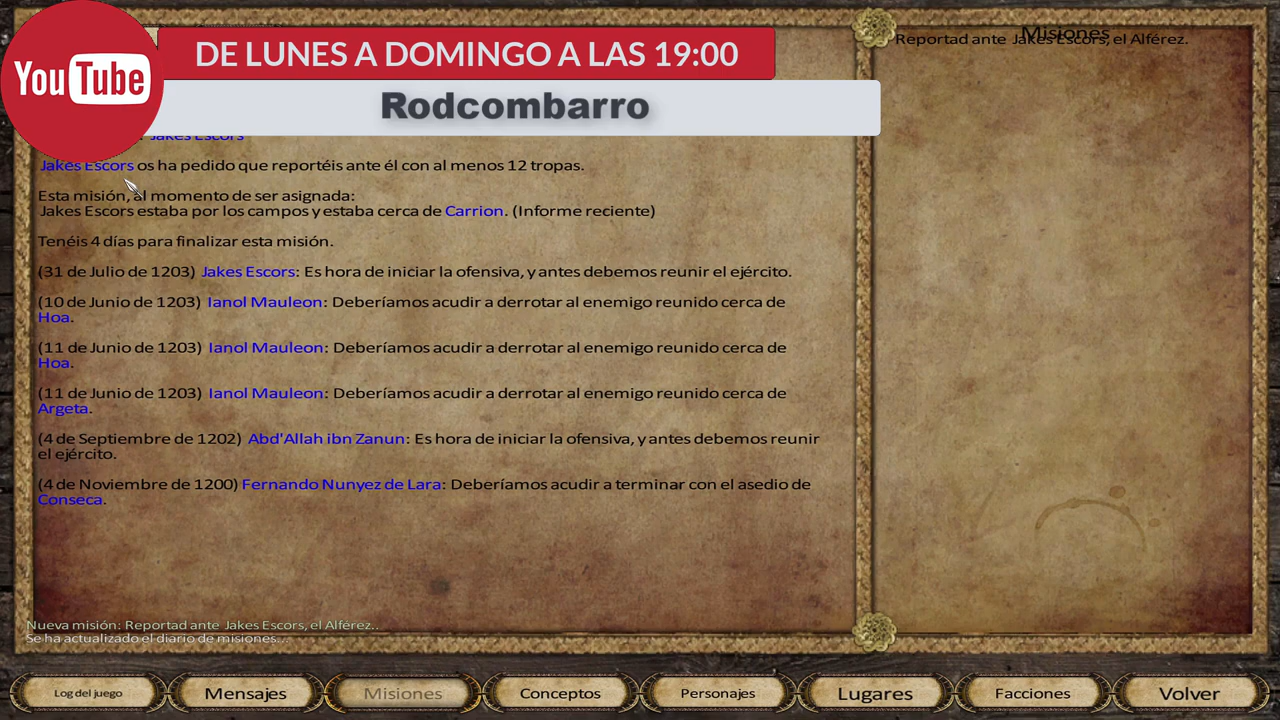 YouTube
DE LUNES A DOMINGO A LAS 19:00
Rodcombarro
Misiones
Reportad ante Jakes Escors, el Alférez.
: Jakes Escors
Jakes Escors os ha pedido que reportéis ante él con al menos 12 tropas.
Esta misión, al momento de ser asignada:
Jakes Escors estaba por los campos y estaba cerca de Carrion. (Informe reciente)
Tenéis 4 días para finalizar esta misión.
(31 de Julio de 1203) Jakes Escors: Es hora de iniciar la ofensiva, y antes debemos reunir el ejército.
(10 de Junio de 1203) Ianol Mauleon: Deberíamos acudir a derrotar al enemigo reunido cerca de
Hoa.
(11 de Junio de 1203) Ianol Mauleon: Deberíamos acudir a derrotar al enemigo reunido cerca de
Hoa.
(11 de Junio de 1203) Ianol Mauleon: Deberíamos acudir a derrotar al enemigo reunido cerca de
Argeta.
(4 de Septiembre de 1202) Abd'Allah ibn Zanun: Es hora de iniciar la ofensiva, y antes debemos reunir
el ejército.
(4 de Noviembre de 1200) Fernando Nunyez de Lara: Deberíamos acudir a terminar con el asedio de
Conseca.
Nueva misión: Reportad ante Jakes Escors, el Alférez..
Se ha actualizado el diario de misiones...
Log del juego
Mensajes
Misiones
Conceptos
Personajes
Lugares
Facciones
Volver